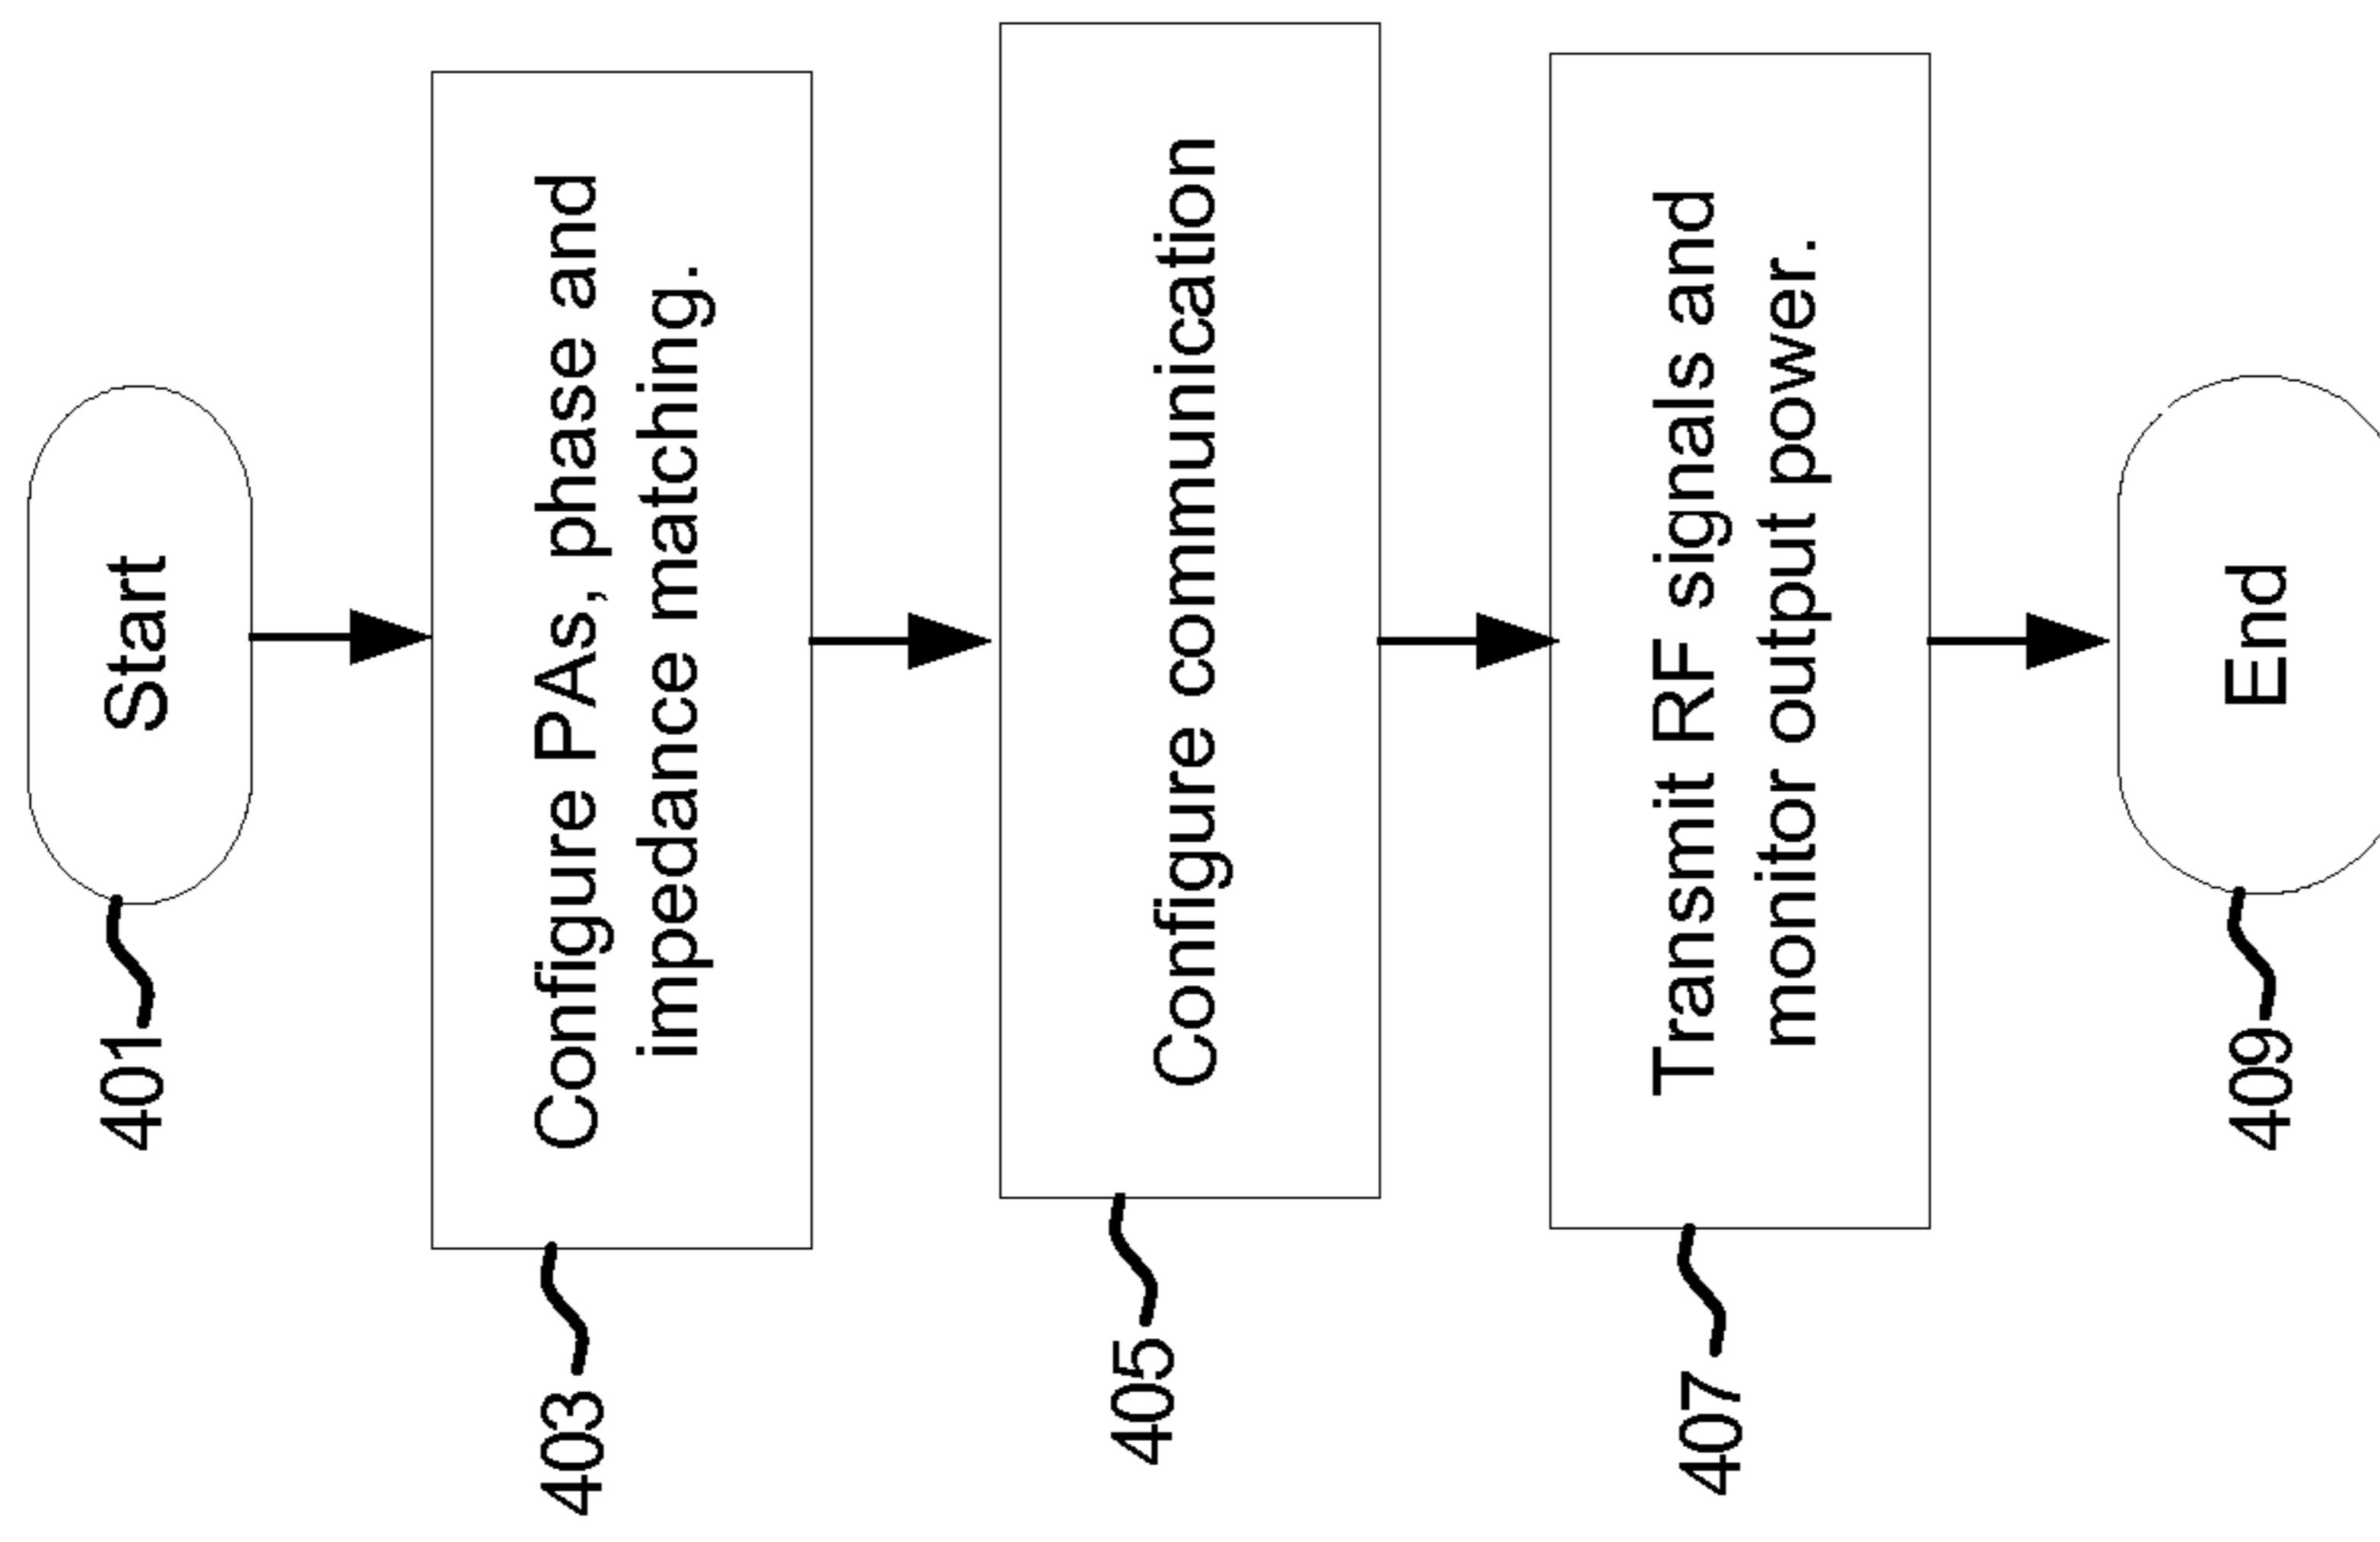 Start
401
Configure PAs, phase and
impedance matching.
403
Configure communication
405
Transmit RF signals and
monitor output power.
407
End
409